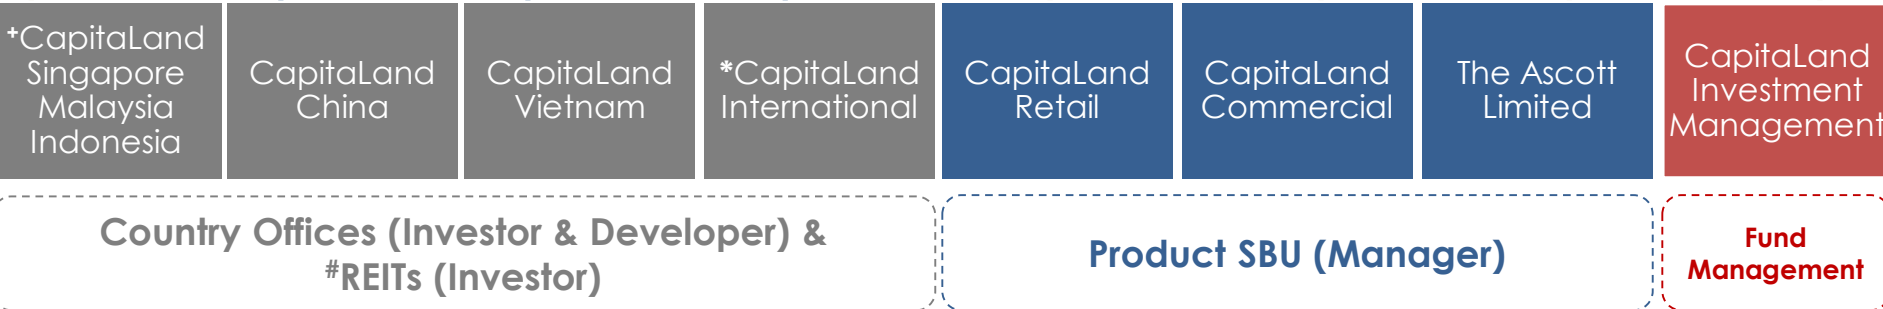 +CapitaLand
Singapore
Malaysia
Indonesia
CapitaLand
China
CapitaLand
Vietnam
*CapitaLand
International
CapitaLand
Retail
CapitaLand
Commercial
The Ascott
Limited
CapitaLand
Investment
Management
Country Offices (Investor & Developer) &
#REITs (Investor)
Product SBU (Manager)
Fund
Management